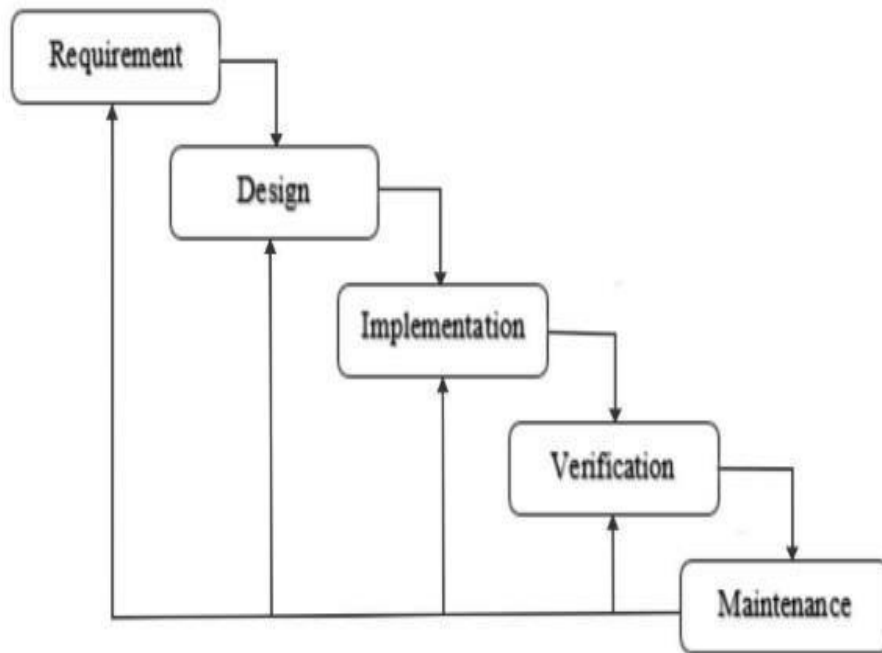 Requirement
Design
Implementation
Verification
Maintenance